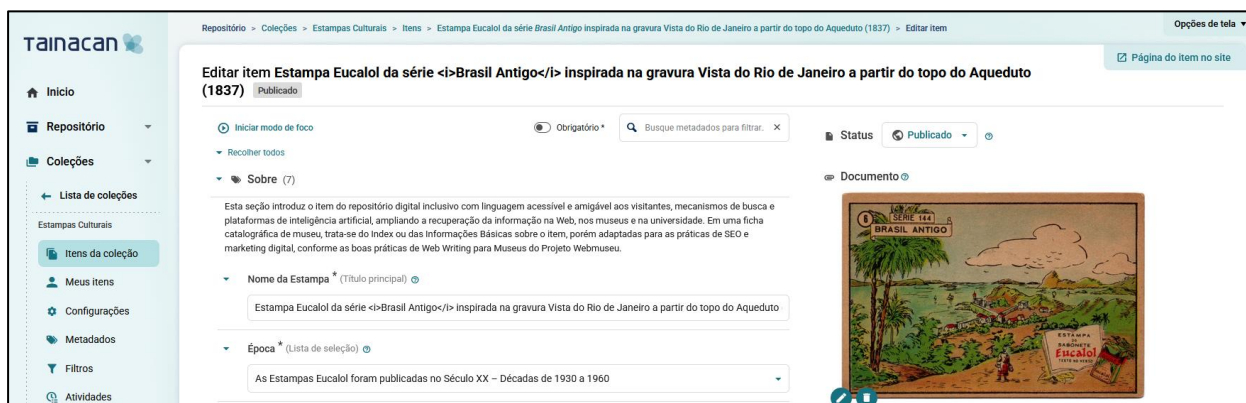 Tainacan
Repositório > Coleções > Estampas Culturais > Itens > Estampa Eucalol da série Brasil Antigo inspirada na gravura Vista do Rio de Janeiro a partir do topo do Aqueduto (1837) > Editar item
Opções de tela
Página do item no site
Editar item Estampa Eucalol da série <i>Brasil Antigo</i> inspirada na gravura Vista do Rio de Janeiro a partir do topo do Aqueduto
(1837) Publicado
Inicio
Repositório
Coleções
Lista de coleções
Estampas Culturais
Itens da coleção
Meus itens
Configurações
Metadados
Filtros
Atividades
Iniciar modo de foco
Obrigatório *
Busque metadados para filtrar.
Recolher todos
Sobre (7)
Esta seção introduz o item do repositório digital inclusivo com linguagem acessível e amigável aos visitantes, mecanismos de busca e
plataformas de inteligência artificial, ampliando a recuperação da informação na Web, nos museus e na universidade. Em uma ficha
catalográfica de museu, trata-se do Index ou das Informações Básicas sobre o item, porém adaptadas para as práticas de SEO e
marketing digital, conforme as boas práticas de Web Writing para Museus do Projeto Webmuseu.
Nome da Estampa * (Título principal)
Estampa Eucalol da série <i>Brasil Antigo</i> inspirada na gravura Vista do Rio de Janeiro a partir do topo do Aqueduto
Época * (Lista de seleção)
As Estampas Eucalol foram publicadas no Século XX – Décadas de 1930 a 1960
Status Publicado
Documento
6 SERIE 144
BRASIL ANTIGO
ESTAMPA
DO
SABONETE
Eucalol
TEXTO NO VERSO